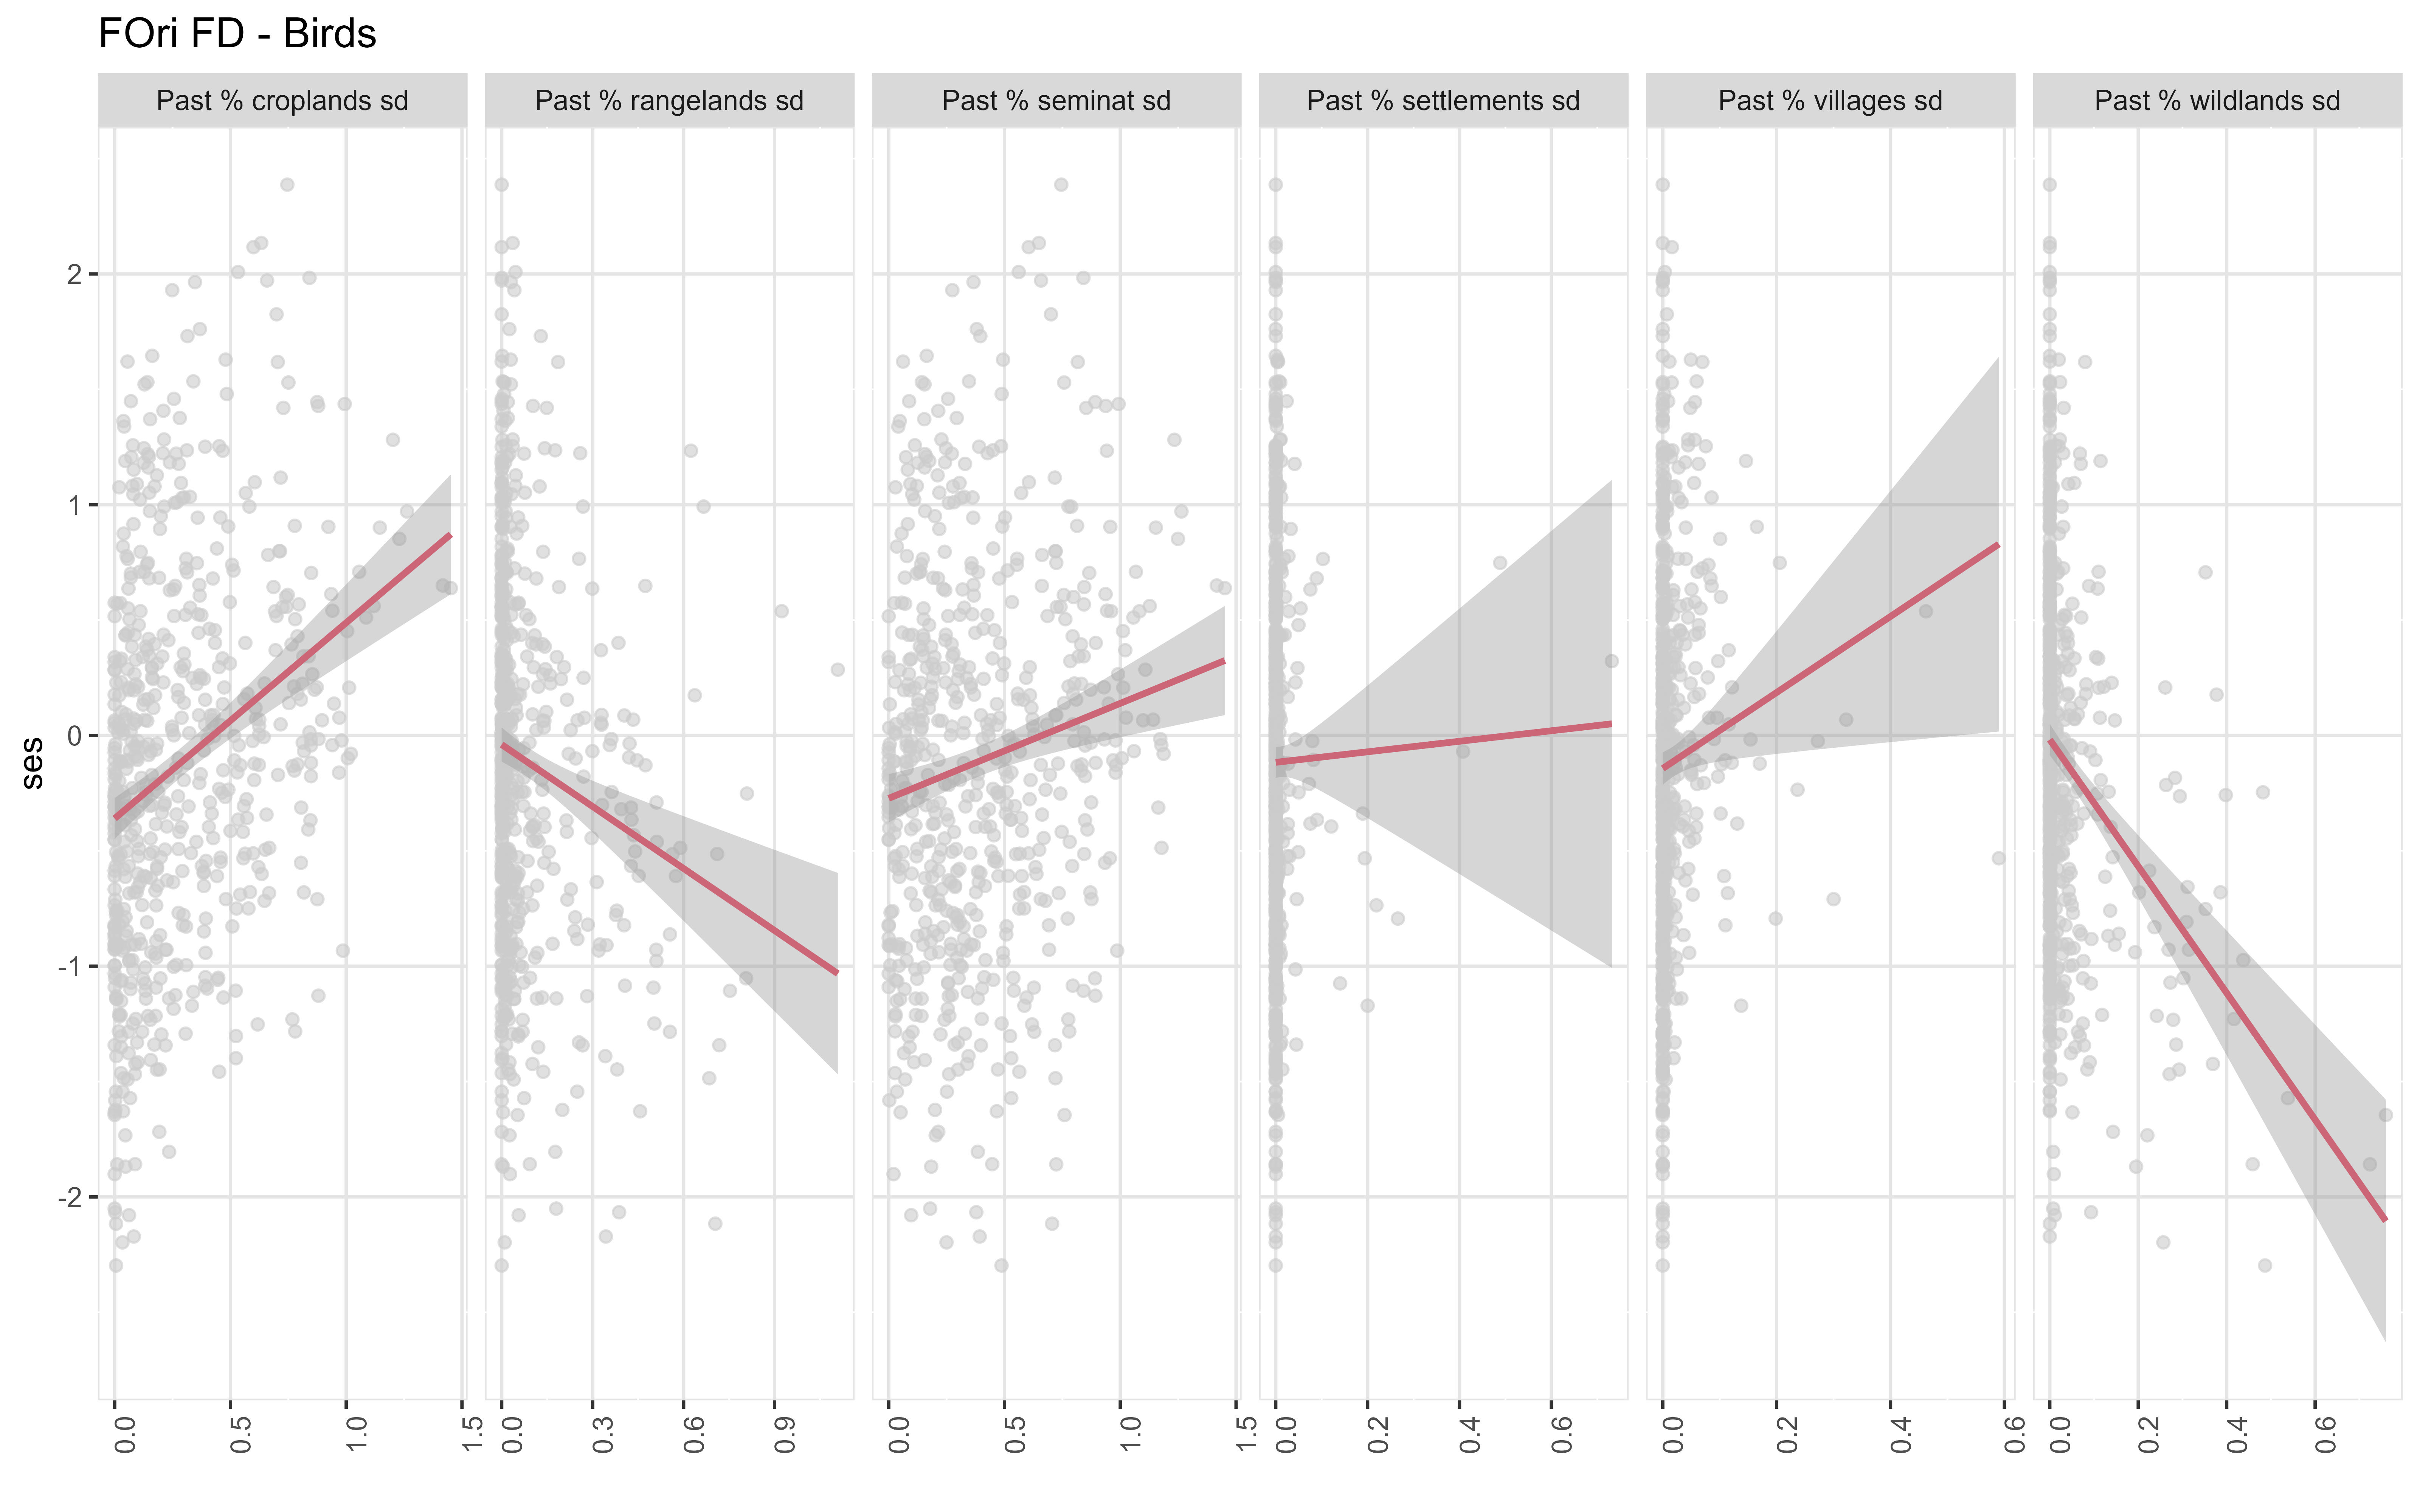 FOri FD - Birds
Past % croplands sd
Past % rangelands sd
Past % seminat sd
Past % settlements sd
Past % villages sd
Past % wildlands sd
ses
2
1
0
-1
-2
0.0 0.5 1.0 1.5
0.0 0.3 0.6 0.9
0.0 0.5 1.0 1.5
0.0 0.2 0.4 0.6
0.0 0.2 0.4 0.6
0.0 0.2 0.4 0.6